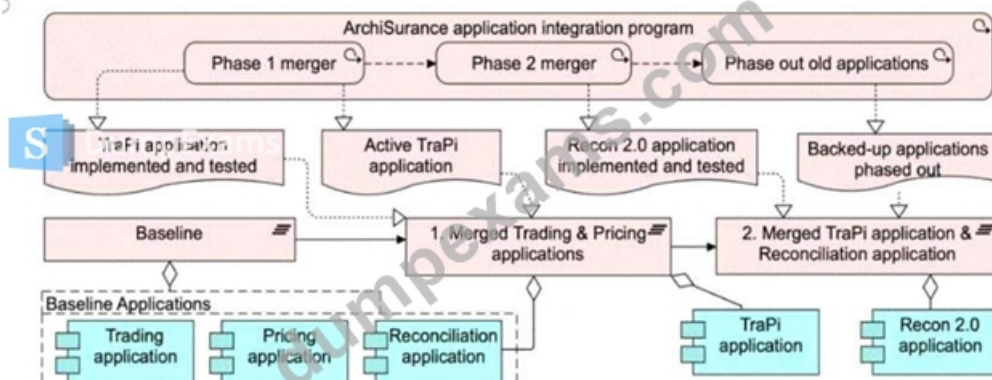 ArchiSurance application integration program
Phase 1 merger
Phase 2 merger
Phase out old applications
S DumpExams
TraPi application
implemented and tested
Active TraPi
application
Recon 2.0 application
implemented and tested
Backed-up applications
phased out
Baseline
1. Merged Trading & Pricing
applications
2. Merged TraPi application &
Reconciliation application
Baseline Applications
Trading
application
Pricing
application
Reconciliation
application
TraPi
application
Recon 2.0
application
dumpexams.com